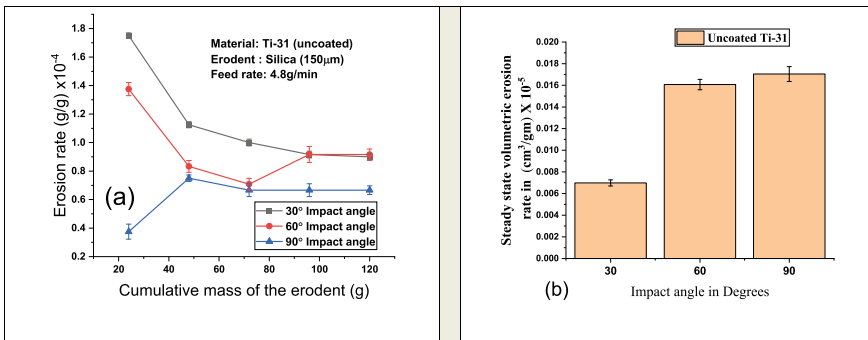 1.8
1.6
1.4
1.2
1.0
0.8
0.6
0.4
0.2
Erosion rate (g/g) x10-4
Material: Ti-31 (uncoated)
Erodent : Silica (150μm)
Feed rate: 4.8g/min
(a)
30° Impact angle
60° Impact angle
90° Impact angle
20 40 60 80 100 120
Cumulative mass of the erodent (g)
0.020
0.018
0.016
0.014
0.012
0.010
0.008
0.006
0.004
0.002
0.000
Steady state volumetric erosion
rate in (cm3/gm) X 10-5
Uncoated Ti-31
30 60 90
(b)
Impact angle in Degrees